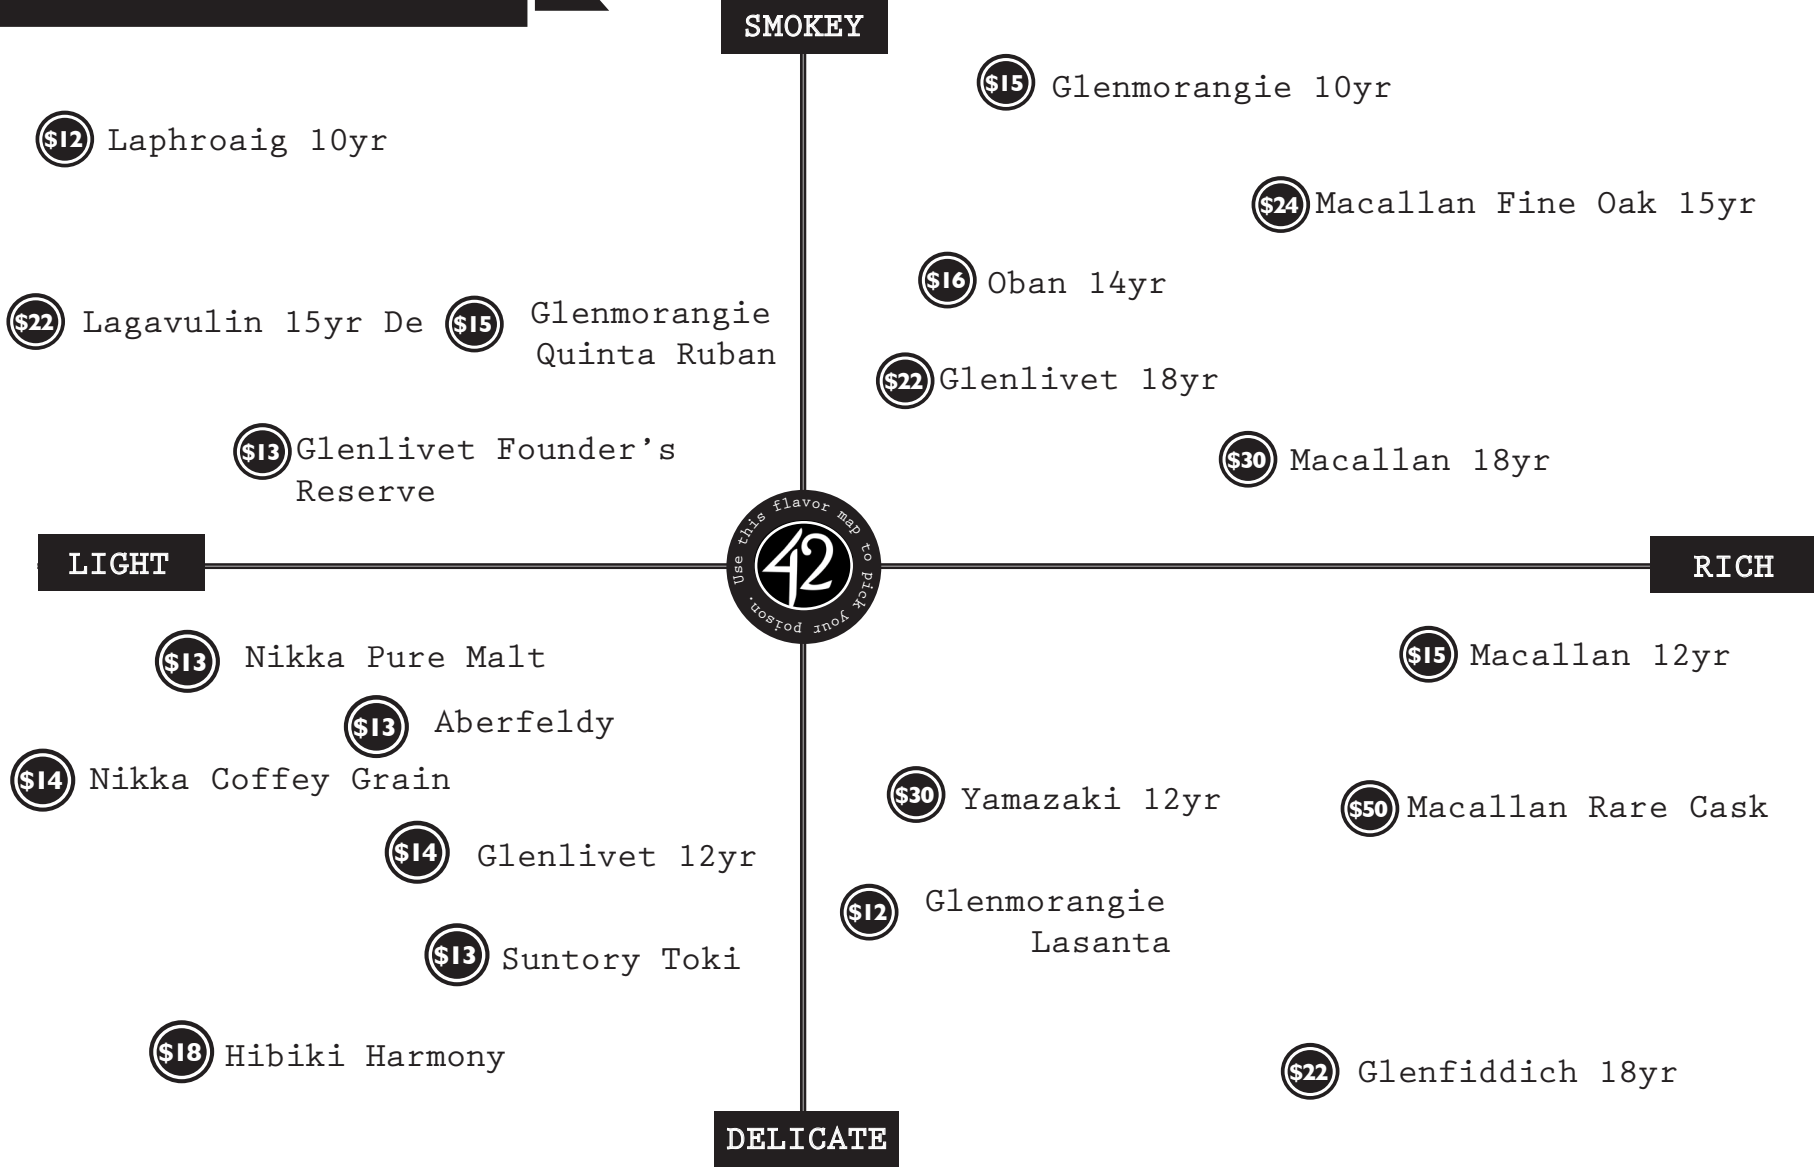 SMOKEY
$15 Glenmorangie 10yr
$12 Laphroaig 10yr
$24 Macallan Fine Oak 15yr
$16 Oban 14yr
$22 Lagavulin 15yr De
$15 Glenmorangie
Quinta Ruban
$22 Glenlivet 18yr
$13 Glenlivet Founder’s
Reserve
$30 Macallan 18yr
LIGHT
Use this flavor map to pick your poison.
42
RICH
$13 Nikka Pure Malt
$15 Macallan 12yr
$13 Aberfeldy
$14 Nikka Coffey Grain
$30 Yamazaki 12yr
$50 Macallan Rare Cask
$14 Glenlivet 12yr
$12 Glenmorangie
Lasanta
$13 Suntory Toki
$18 Hibiki Harmony
$22 Glenfiddich 18yr
DELICATE